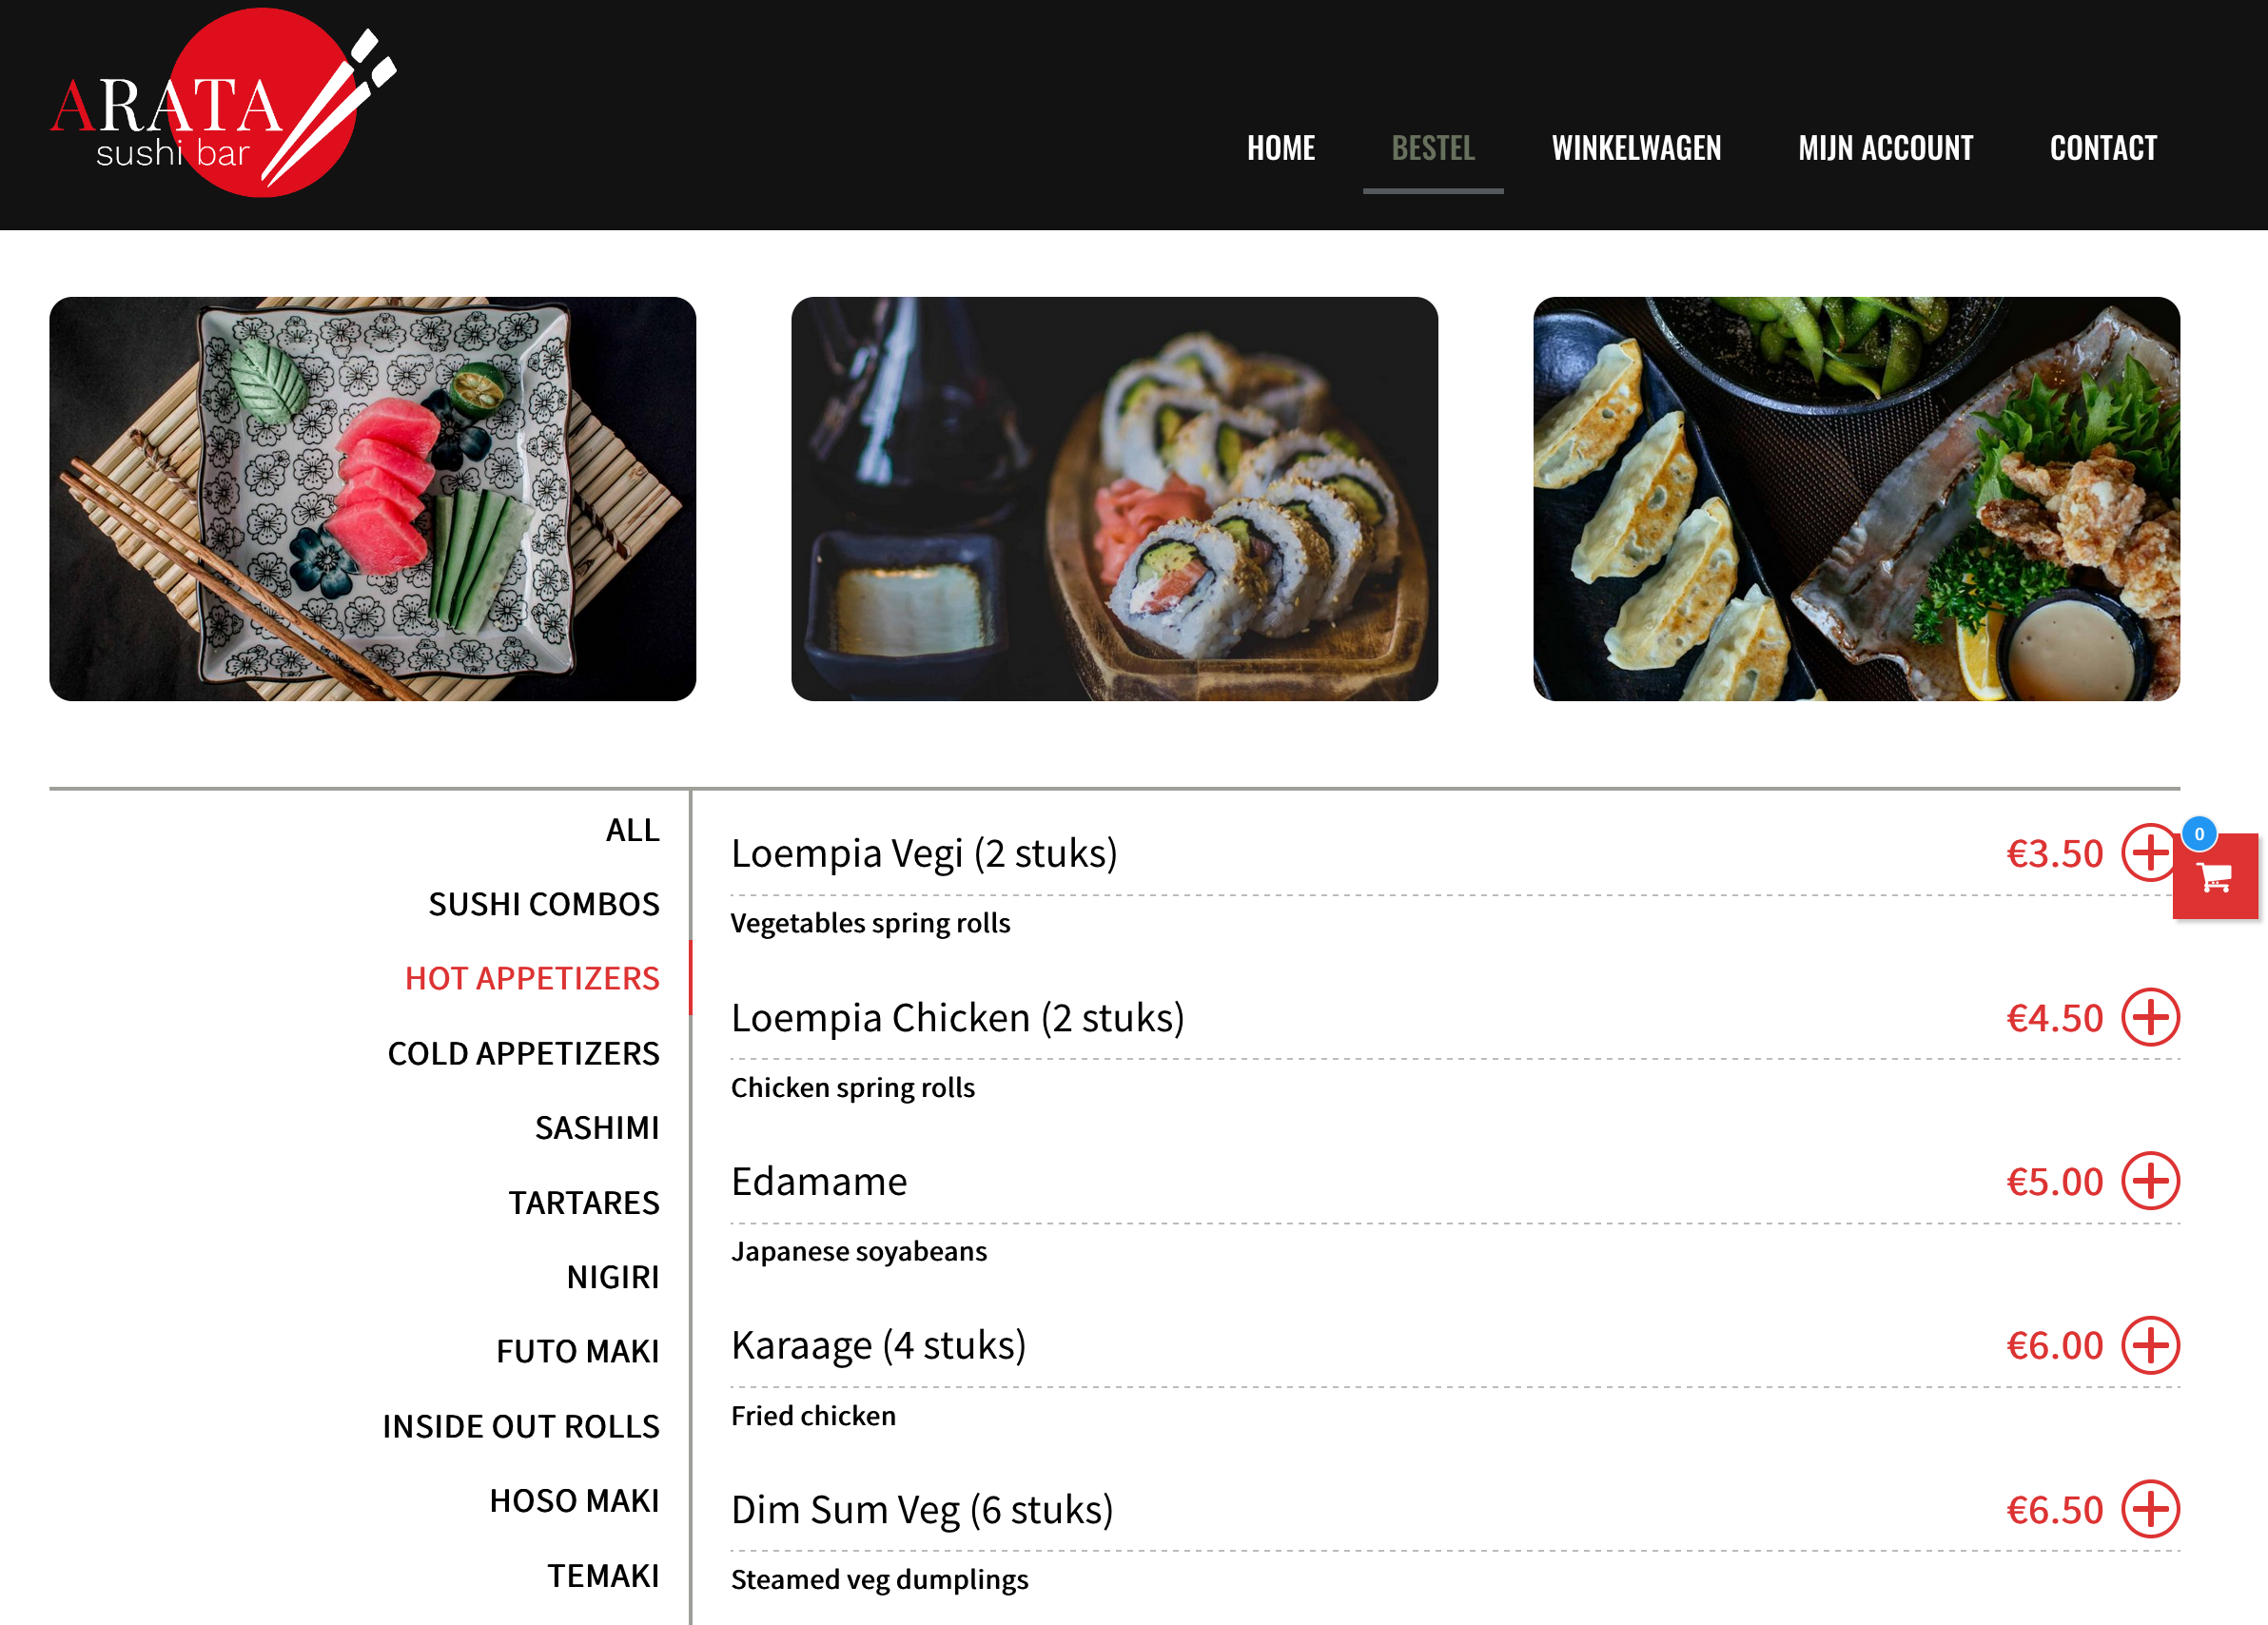 ARATA
sushi bar
HOME
BESTEL
WINKELWAGEN
MIJN ACCOUNT
CONTACT
ALL
SUSHI COMBOS
HOT APPETIZERS
COLD APPETIZERS
SASHIMI
TARTARES
NIGIRI
FUTO MAKI
INSIDE OUT ROLLS
HOSO MAKI
TEMAKI
Loempia Vegi (2 stuks) €3.50
Vegetables spring rolls
Loempia Chicken (2 stuks) €4.50
Chicken spring rolls
Edamame €5.00
Japanese soyabeans
Karaage (4 stuks) €6.00
Fried chicken
Dim Sum Veg (6 stuks) €6.50
Steamed veg dumplings
0